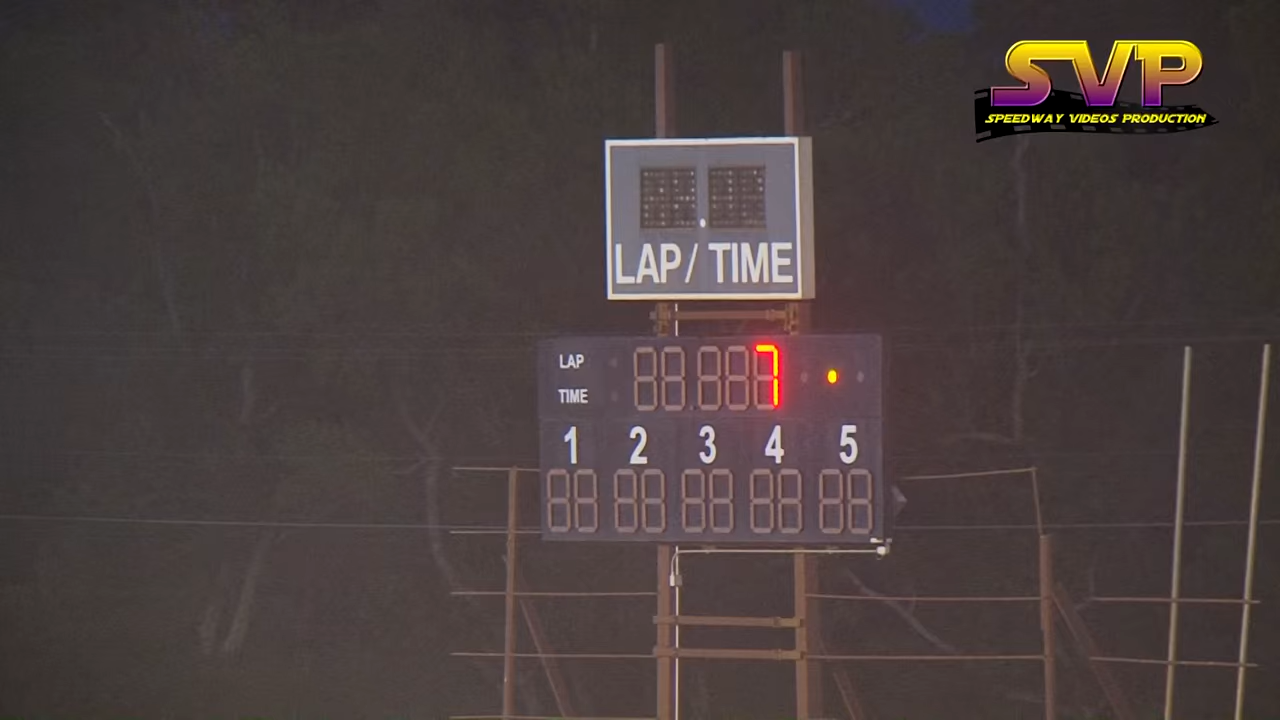 SVP
SPEEDWAY VIDEOS PRODUCTION
LAP/ TIME
LAP
7
TIME
1 2 3 4 5